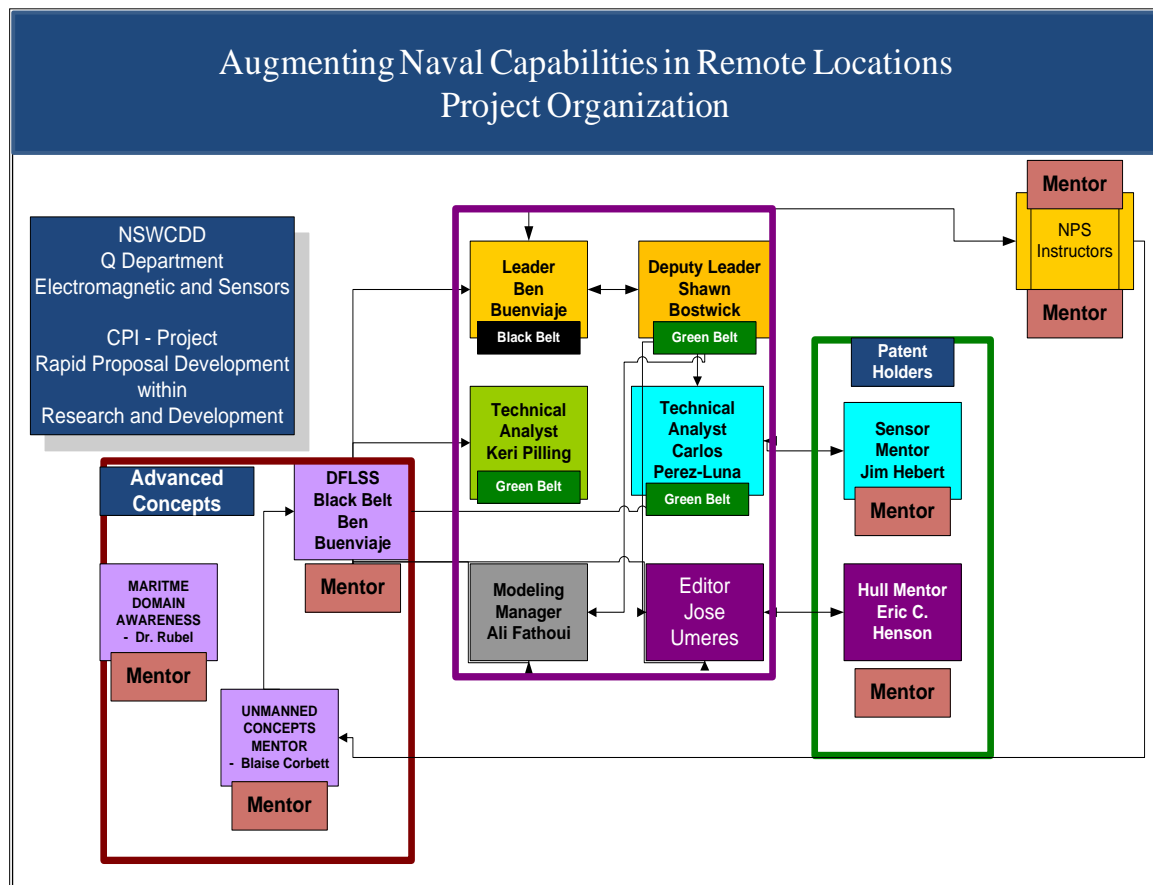 Augmenting Naval Capabilities in Remote Locations
Project Organization
Mentor
NPS
Instructors
Mentor
NSWCDD
Q Department
Electromagnetic and Sensors
CPI - Project
Rapid Proposal Development
within
Research and Development
Leader
Ben
Buenviaje
Black Belt
Deputy Leader
Shawn
Bostwick
Green Belt
Patent
Holders
Technical
Analyst
Keri Pilling
Green Belt
Technical
Analyst
Carlos
Perez-Luna
Green Belt
Sensor
Mentor
Jim Hebert
Mentor
Advanced
Concepts
DFLSS
Black Belt
Ben
Buenviaje
Mentor
MARITME
DOMAIN
AWARENESS
- Dr. Rubel
Mentor
Modeling
Manager
Ali Fathoui
Editor
Jose
Umeres
Hull Mentor
Eric C.
Henson
Mentor
UNMANNED
CONCEPTS
MENTOR
- Blaise Corbett
Mentor